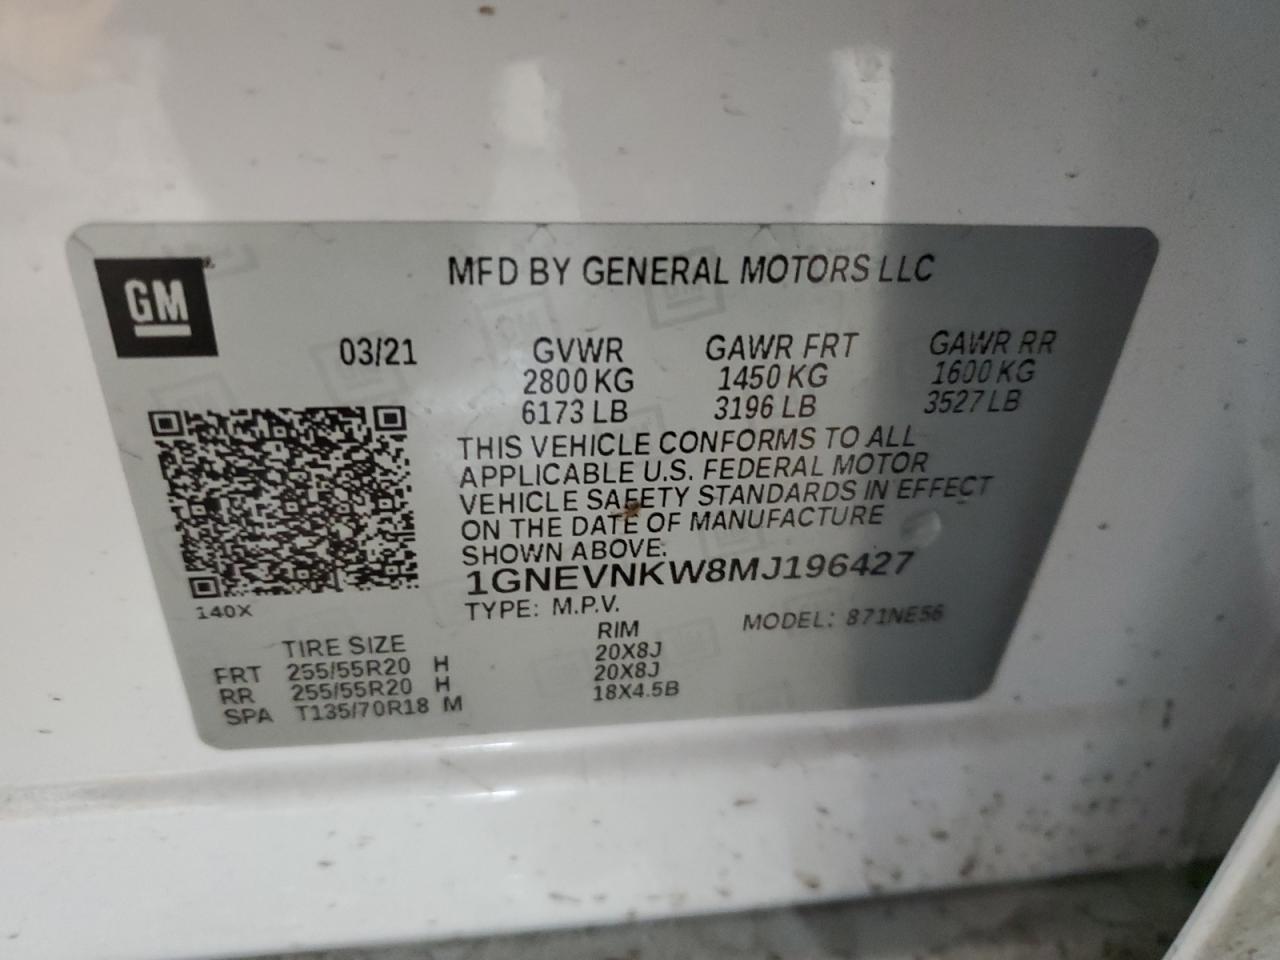 GM
MFD BY GENERAL MOTORS LLC
03/21 GVWR GAWR FRT GAWR RR
2800 KG 1450 KG 1600 KG
6173 LB 3196 LB 3527 LB
THIS VEHICLE CONFORMS TO ALL
APPLICABLE U.S. FEDERAL MOTOR
VEHICLE SAFETY STANDARDS IN EFFECT
ON THE DATE OF MANUFACTURE
SHOWN ABOVE.
1GNEVNKW8MJ196427
140X
TYPE: M.P.V. MODEL: 871NE56
TIRE SIZE RIM
FRT 255/55R20 H 20X8J
RR 255/55R20 H 20X8J
SPA T135/70R18 M 18X4.5B